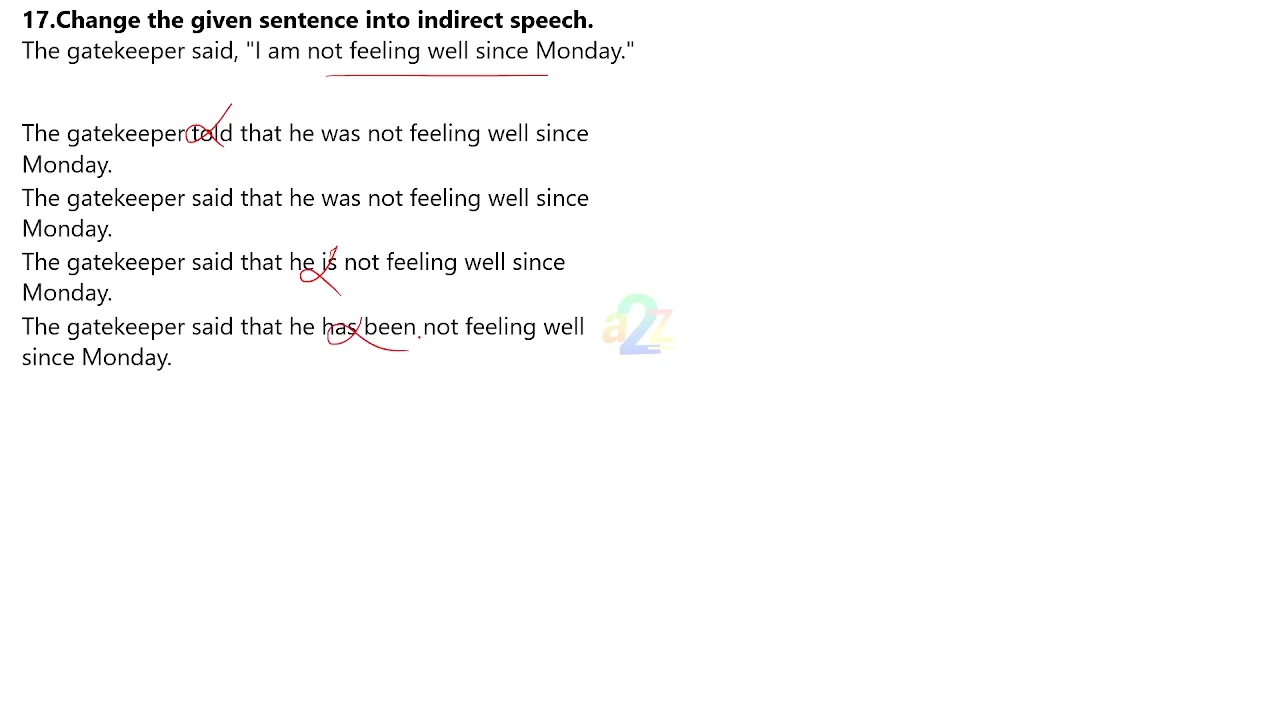 17.Change the given sentence into indirect speech.
The gatekeeper said, "I am not feeling well since Monday."
The gatekeeper told that he was not feeling well since
Monday.
The gatekeeper said that he was not feeling well since
Monday.
The gatekeeper said that he is not feeling well since
Monday.
The gatekeeper said that he has been not feeling well
since Monday.
a2z